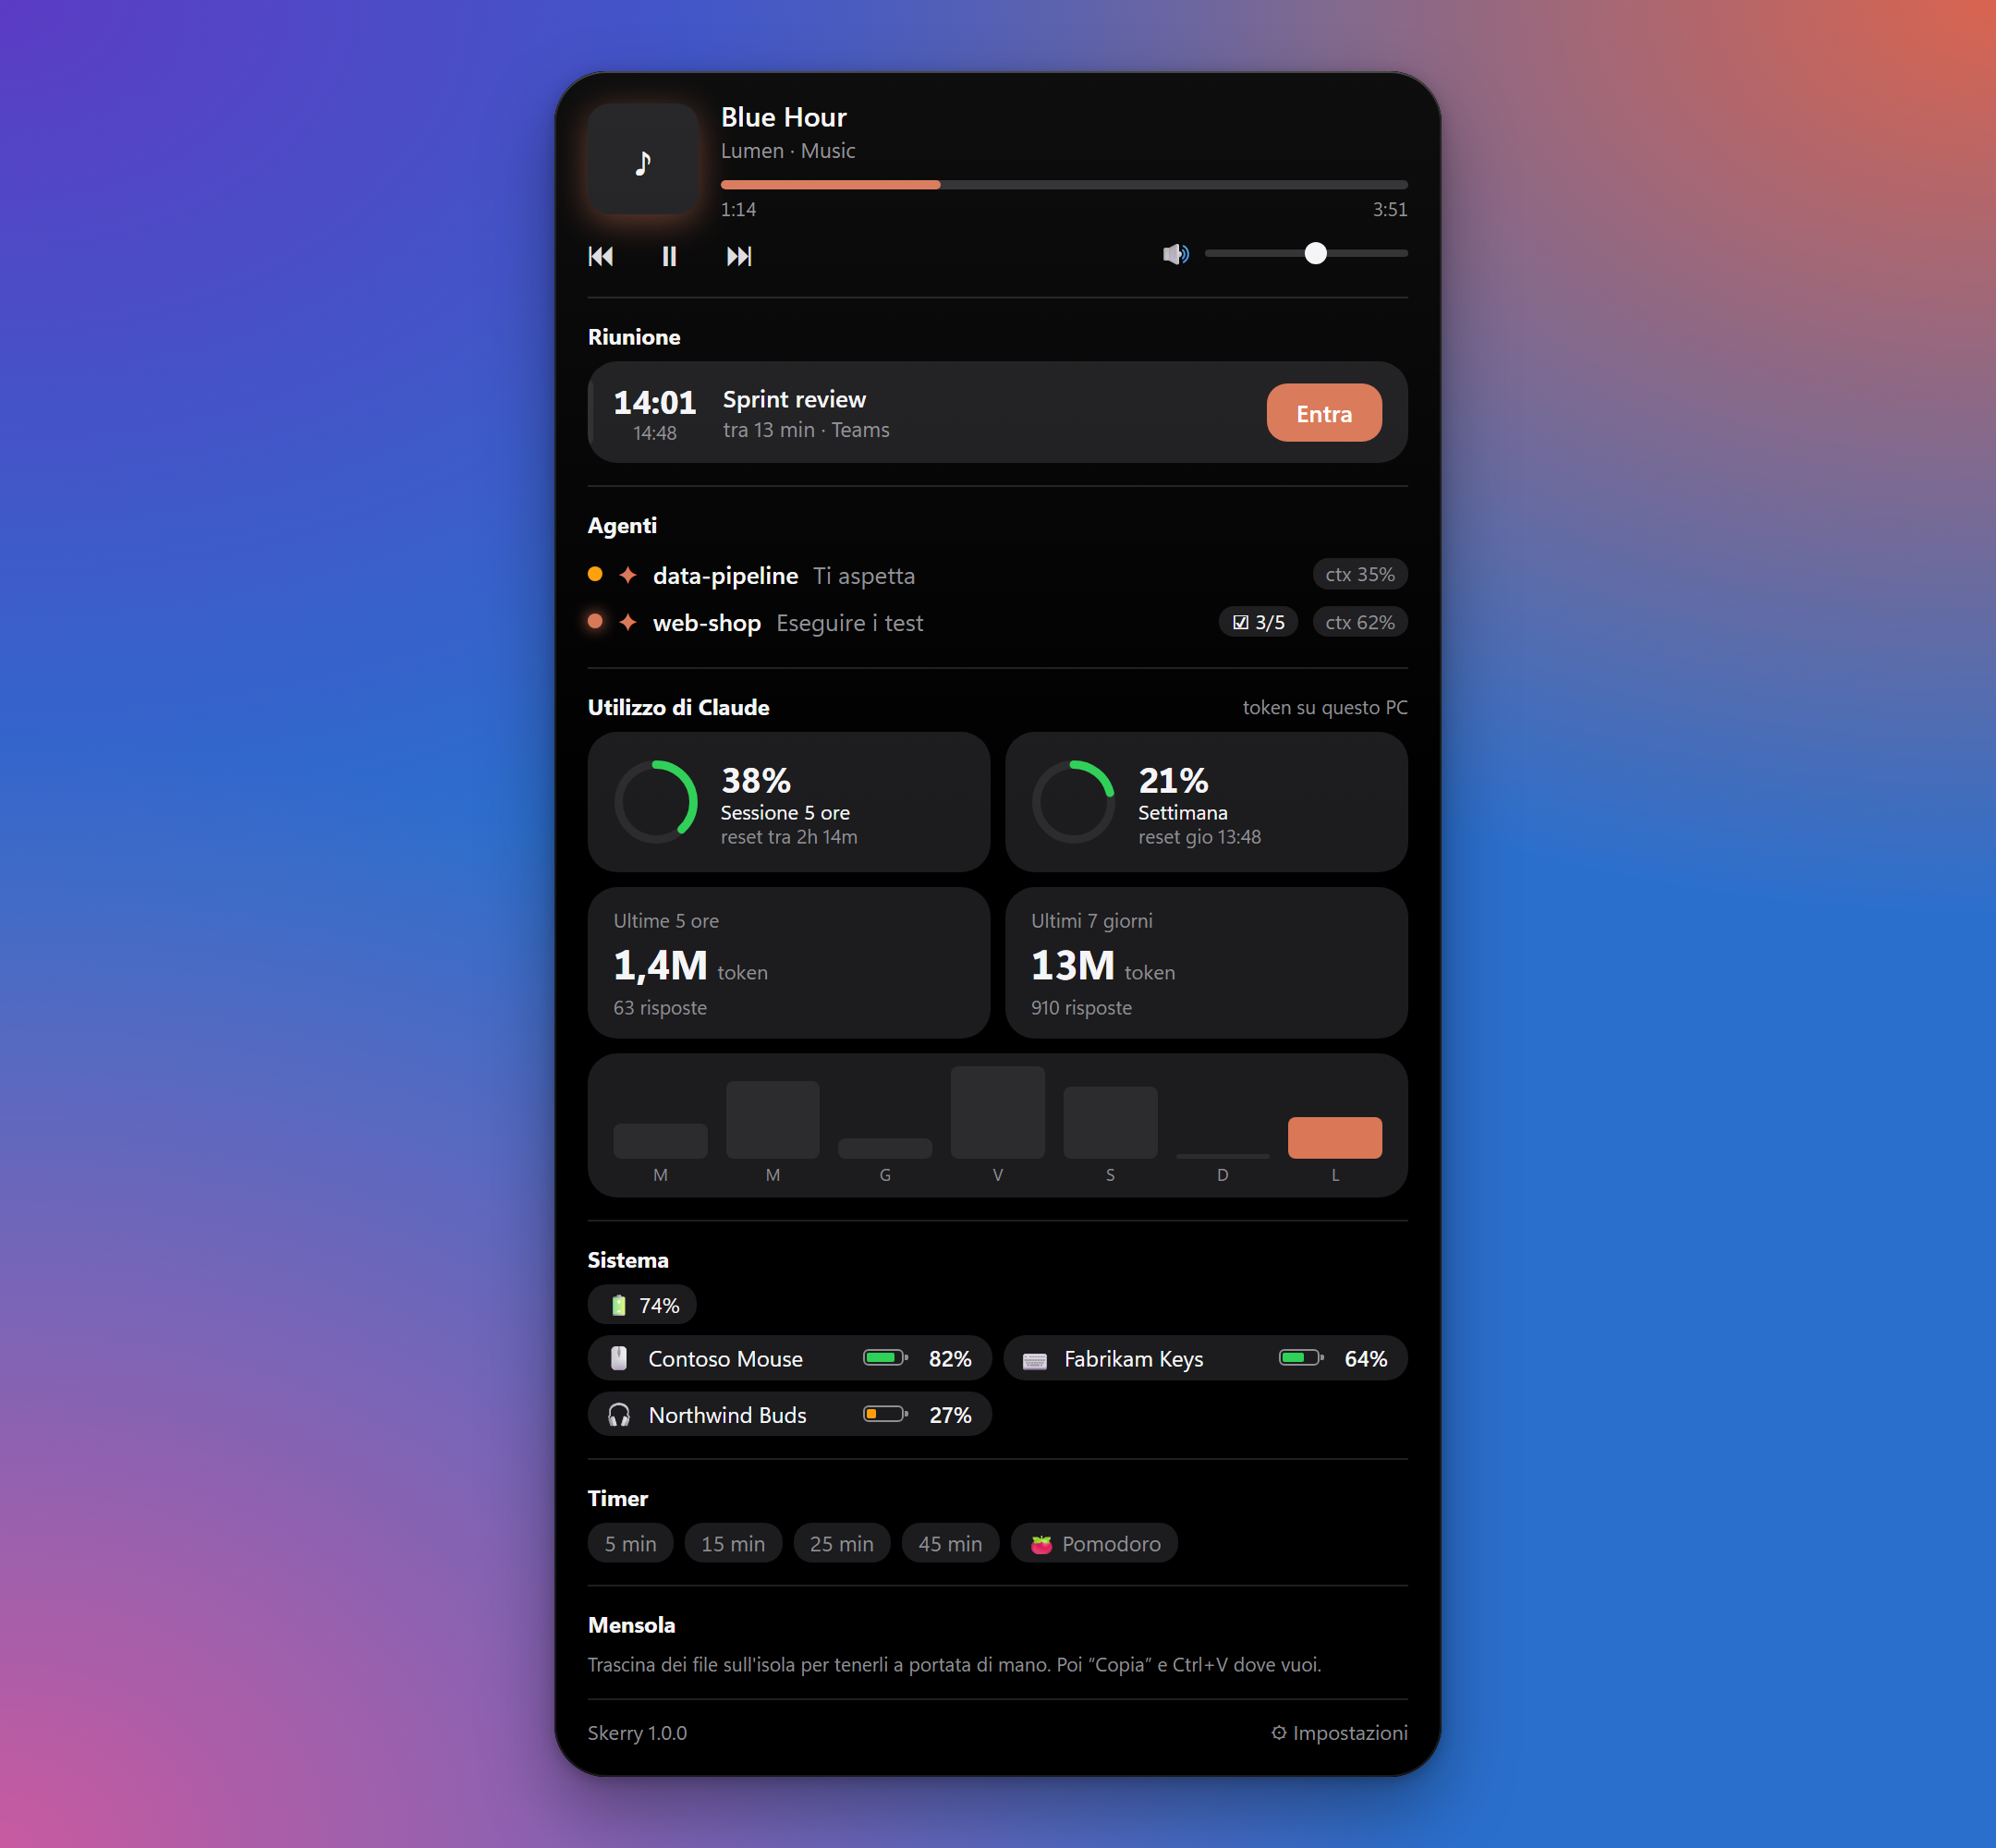 Blue Hour
Lumen · Music
1:14 3:51
Riunione
14:01 Sprint review
14:48 tra 13 min · Teams
Entra
Agenti
data-pipeline Ti aspetta ctx 35%
web-shop Eseguire i test 3/5 ctx 62%
Utilizzo di Claude token su questo PC
38%
Sessione 5 ore
reset tra 2h 14m
21%
Settimana
reset gio 13:48
Ultime 5 ore
1,4M token
63 risposte
Ultimi 7 giorni
13M token
910 risposte
M M G V S D L
Sistema
74%
Contoso Mouse 82%
Fabrikam Keys 64%
Northwind Buds 27%
Timer
5 min 15 min 25 min 45 min Pomodoro
Mensola
Trascina dei file sull'isola per tenerli a portata di mano. Poi “Copia” e Ctrl+V dove vuoi.
Skerry 1.0.0 Impostazioni